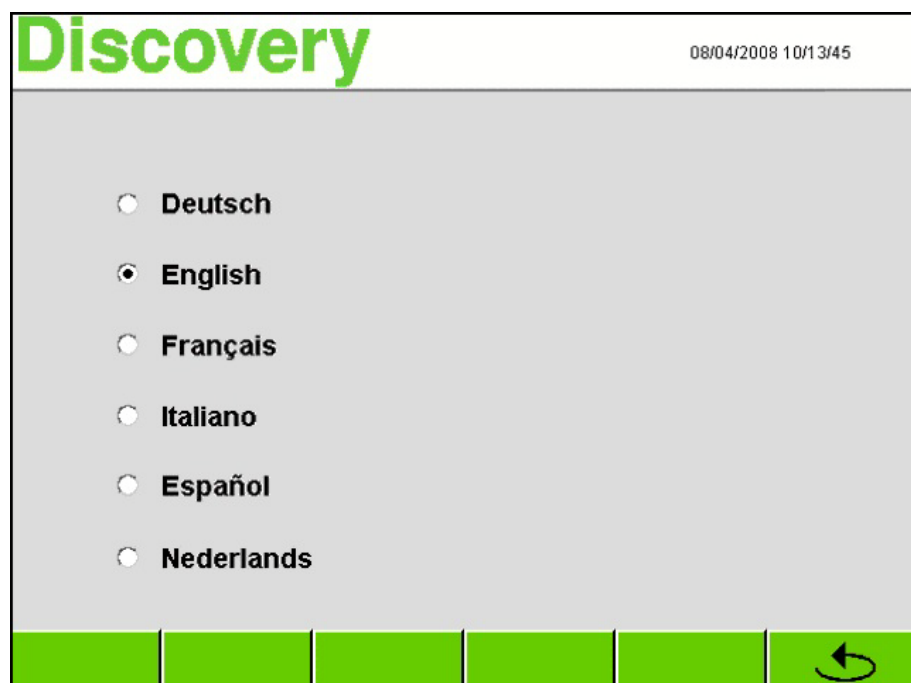 Discovery
08/04/2008 10/13/45
Deutsch
English
Français
Italiano
Español
Nederlands